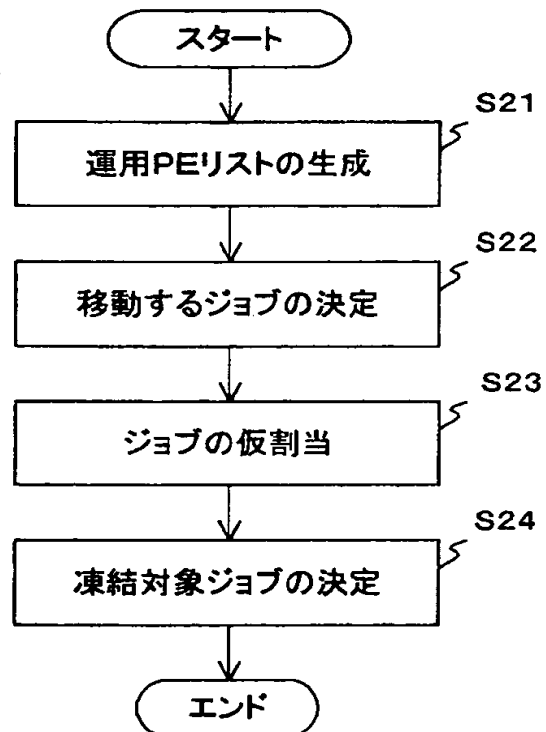 スタート
S21
運用PEリストの生成
S22
移動するジョブの決定
S23
ジョブの仮割当
S24
凍結対象ジョブの決定
エンド